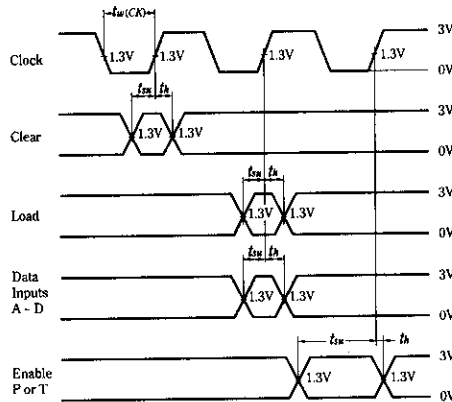 tw(CK)
3V
Clock
1.3V
1.3V
1.3V
1.3V
0V
tsu
th
3V
Clear
1.3V
1.3V
0V
tsu
th
3V
Load
1.3V
1.3V
0V
tsu
th
3V
Data
Inputs
A - D
1.3V
1.3V
0V
tsu
th
3V
Enable
P or T
1.3V
1.3V
0V